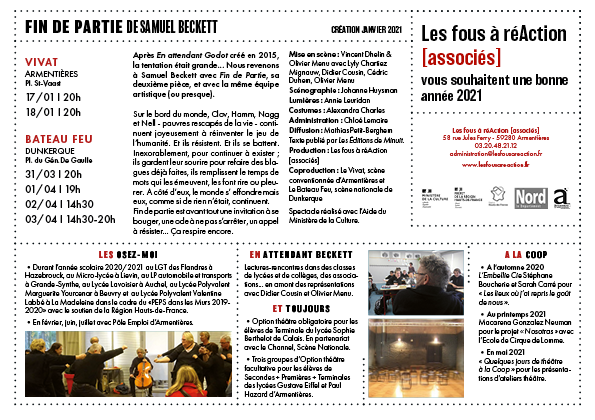 FIN DE PARTIE DE SAMUEL BECKETT
CRÉATION JANVIER 2021
VIVAT
ARMENTIÈRES
Pl. St-Vaast
17/01 | 20h
18/01 | 20h
BATEAU FEU
DUNKERQUE
Pl. du Gén. De Gaulle
31/03 | 20h
01/04 | 19h
02/04 | 14h30
03/04 | 14h30-20h
Après En attendant Godot créé en 2015,
la tentation était grande... Nous revenons
à Samuel Beckett avec Fin de Partie, sa
deuxième pièce, et avec la même équipe
artistique (ou presque).
Sur le bord du monde, Clov, Hamm, Nagg
et Nell - pauvres rescapés de la vie - conti-
nuent joyeusement à réinventer le jeu de
l'humanité. Et ils résistent. Et ils se battent.
Inexorablement, pour continuer à exister ;
ils gardent leur sourire pour refaire des bla-
gues déjà faites, ils remplissent le temps de
mots qui les émeuvent, les font rire ou pleu-
rer. A côté d'eux, le monde s'effondre mais
eux, comme si de rien n'était, continuent.
Fin de partie est avant tout une invitation à se
bouger, une ode à ne pas s'arrêter, un appel
à résister... Ça respire encore.
Mise en scène : Vincent Dhelin &
Olivier Menu avec Lyly Chartiez
Mignauw, Didier Cousin, Cédric
Duhem, Olivier Menu
Scénographie : Johanne Huysman
Lumières : Annie Leuridan
Costumes : Alexandra Charles
Administration : Chloé Lemaire
Diffusion : Mathias Petit-Berghem
Texte publié par Les Éditions de Minuit.
Production : Les fous à réAction
[associés]
Coproduction : Le Vivat, scène
conventionnée d'Armentières et
Le Bateau Feu, scène nationale de
Dunkerque
Spectacle réalisé avec l'Aide du
Ministère de la Culture.
Les fous à réAction
[associés]
vous souhaitent une bonne
année 2021
Les fous à réAction [associés]
58 rue Jules Ferry - 59280 Armentières
03.20.48.21.12
administration@lesfousareaction.fr
www.lesfousareaction.fr
MINISTÈRE
DE LA CULTURE
Nord
a
LES OSEZ-MOI
• Durant l'année scolaire 2020/2021 au LGT des Flandres à
Hazebrouck, au Micro-lycée à Lievin, au LP automobile et transports
à Grande-Synthe, au Lycée Lavoisier à Auchel, au Lycée Polyvalent
Marguerite Yourcenar à Beuvry et au Lycée Polyvalent Valentine
Labbé à La Madeleine dans le cadre du «PEPS dans les Murs 2019-
2020» avec le soutien de la Région Hauts-de-France.
• En février, juin, juillet avec Pôle Emploi d'Armentières.
EN ATTENDANT BECKETT
Lectures-rencontres dans des classes
de lycées et de collèges, des associa-
tions... en amont des représentations
avec Didier Cousin et Olivier Menu.
ET TOUJOURS
• Option théâtre obligatoire pour les
élèves de Terminale du lycée Sophie
Berthelot de Calais. En partenariat
avec le Channel, Scène Nationale.
• Trois groupes d'Option théâtre
facultative pour les élèves de
Secondes + Premières + Terminales
des lycées Gustave Eiffel et Paul
Hazard d'Armentières.
A LA COOP
• A l'automne 2020
L'Embellie Cie Stéphane
Boucherie et Sarah Carré pour
« Les lieux où j'ai repris le goût
de nous ».
• Au printemps 2021
Macarena Gonzalez Neuman
pour le projet « Nosotras » avec
l'Ecole de Cirque de Lomme.
• En mai 2021
« Quelques jours de théâtre
à la Coop » pour les présenta-
tions d'ateliers théâtre.